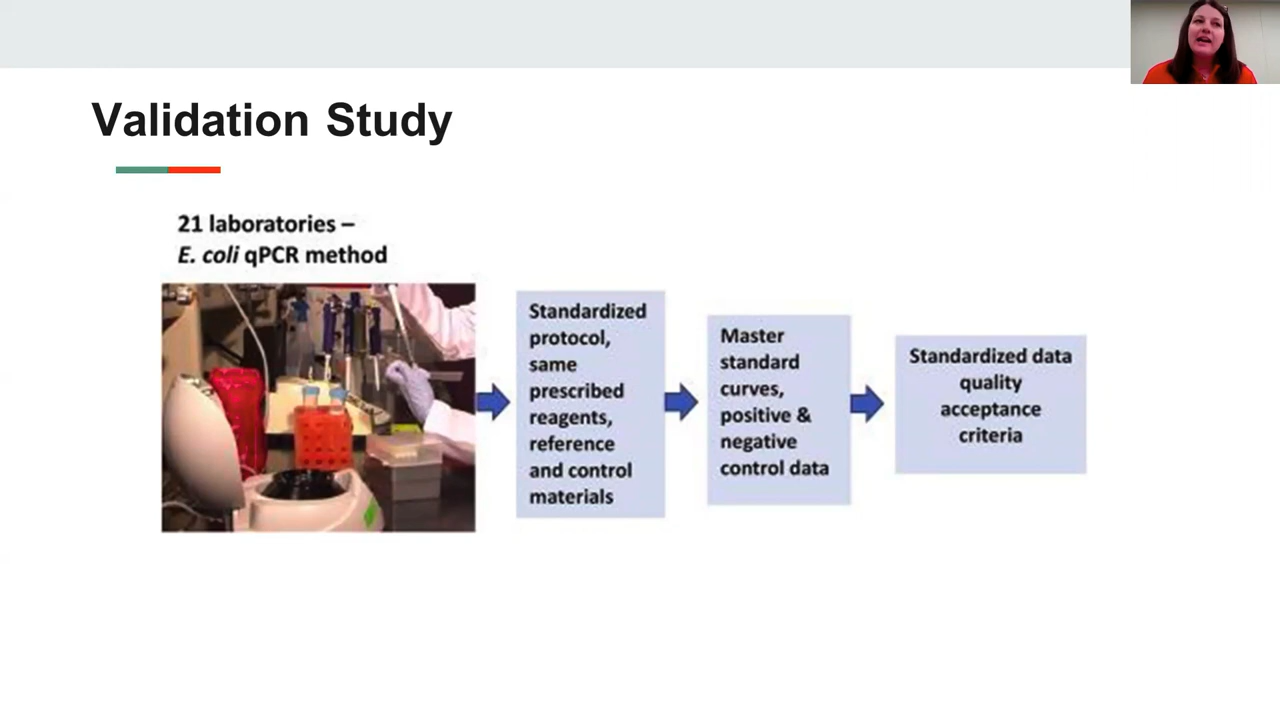 Validation Study
21 laboratories –
E. coli qPCR method
Standardized
protocol,
same
prescribed
reagents,
reference
and control
materials
Master
standard
curves,
positive &
negative
control data
Standardized data
quality
acceptance
criteria